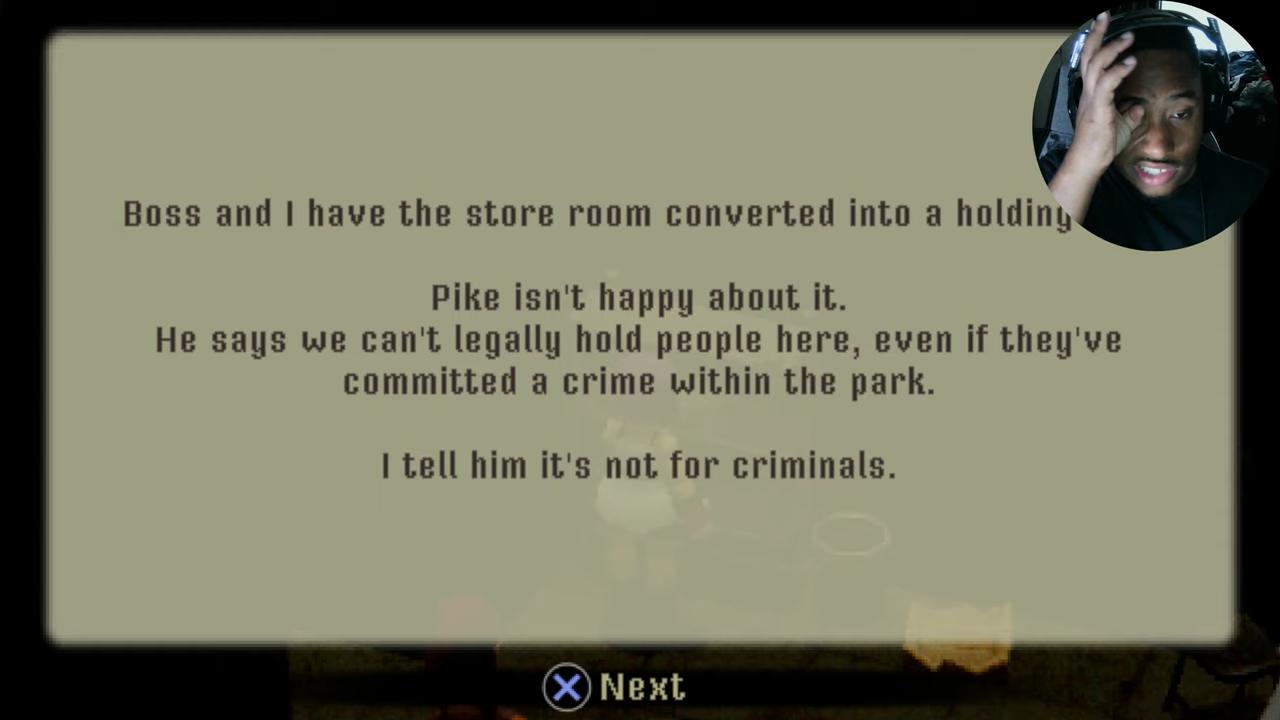 Boss and I have the store room converted into a holding
Pike isn't happy about it.
He says we can't legally hold people here, even if they've
committed a crime within the park.
I tell him it's not for criminals.
Next